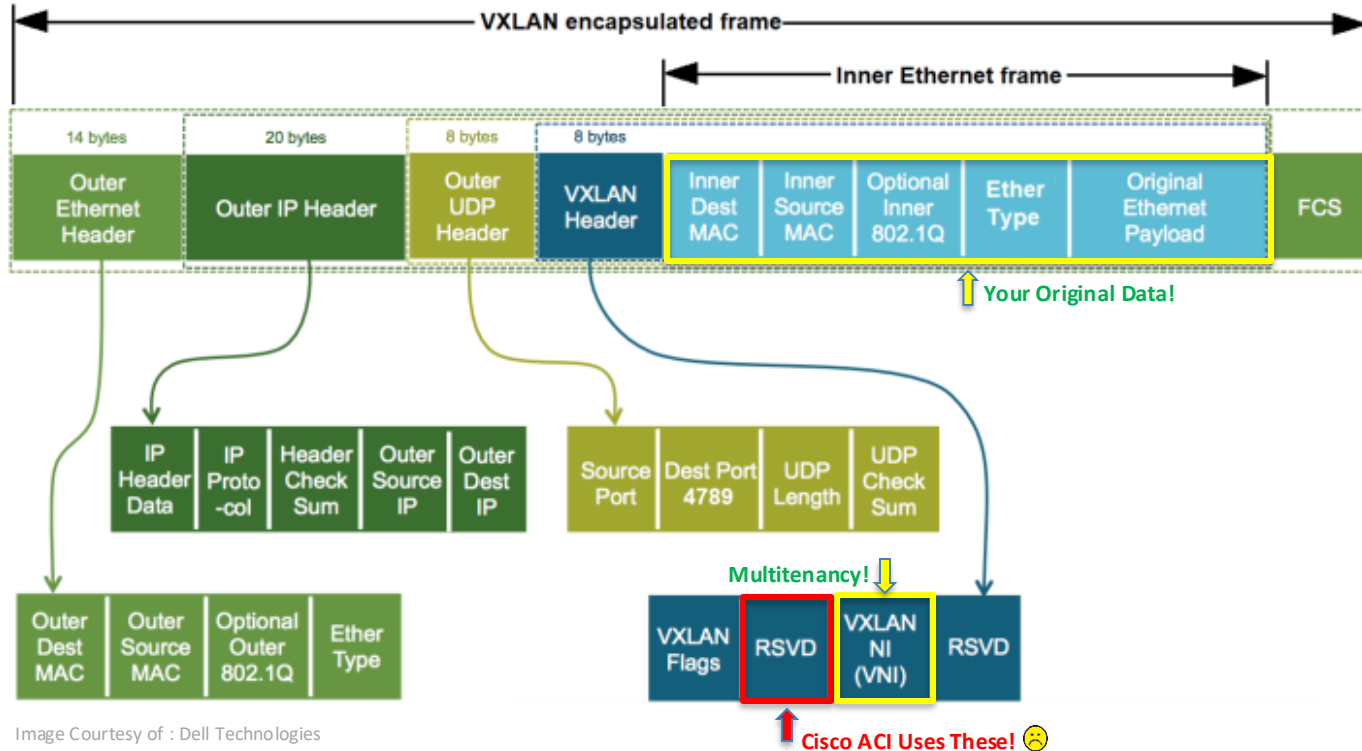 VXLAN encapsulated frame
Inner Ethernet frame
14 bytes
20 bytes
8 bytes
8 bytes
Outer
Ethernet
Header
Outer IP Header
Outer
UDP
Header
VXLAN
Header
Inner
Dest
MAC
Inner
Source
MAC
Optional
Inner
802.1Q
Ether
Type
Original
Ethernet
Payload
FCS
Your Original Data!
IP
Header
Data
IP
Proto
-col
Header
Check
Sum
Outer
Source
IP
Outer
Dest
IP
Source
Port
Dest Port
4789
UDP
Length
UDP
Check
Sum
Multitenancy!
Outer
Dest
MAC
Outer
Source
MAC
Optional
Outer
802.1Q
Ether
Type
VXLAN
Flags
RSVD
VXLAN
NI
(VNI)
RSVD
Image Courtesy of : Dell Technologies
Cisco ACI Uses These!